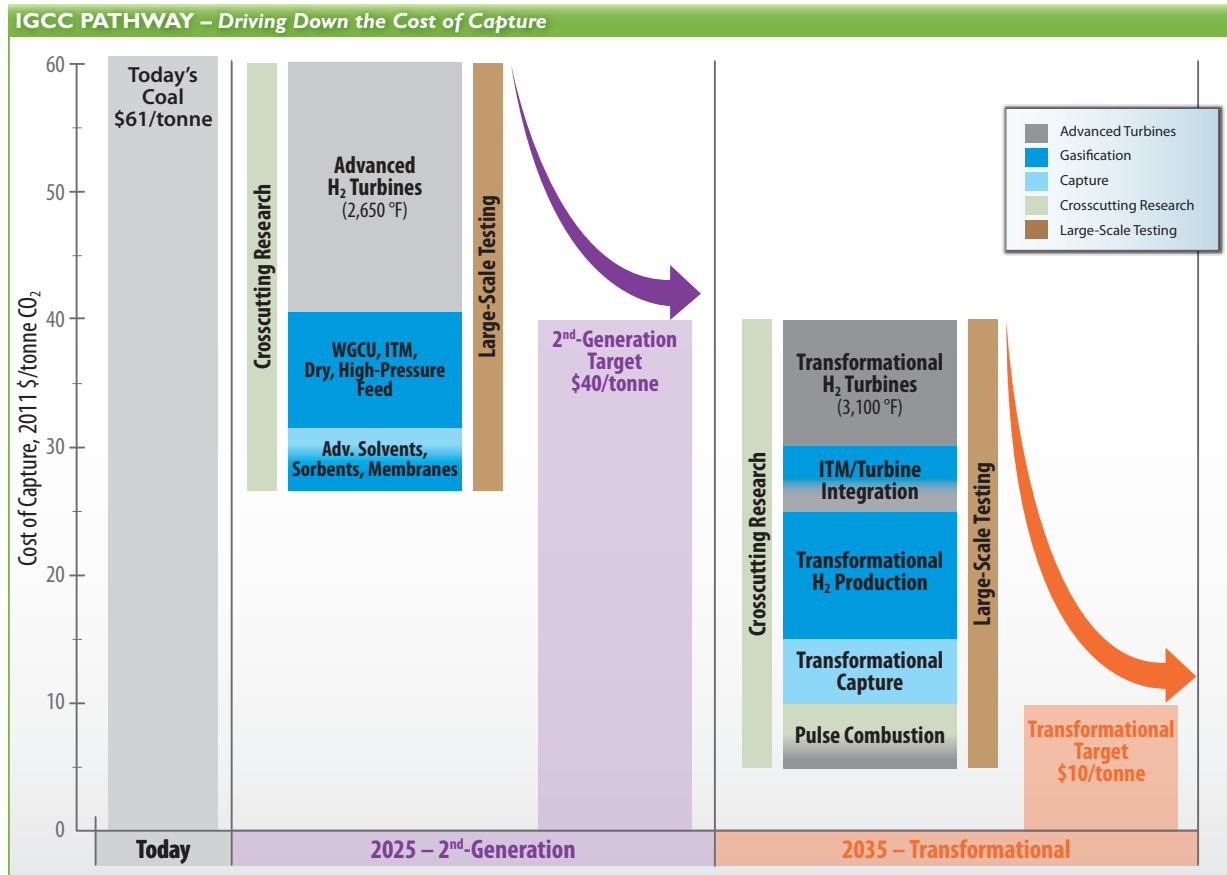 IGCC PATHWAY – Driving Down the Cost of Capture
Cost of Capture, 2011 $/tonne CO₂
60
50
40
30
20
10
0
Today's
Coal
$61/tonne
Crosscutting Research
Advanced
H₂ Turbines
(2,650 °F)
WGCU, ITM,
Dry, High-Pressure
Feed
Adv. Solvents,
Sorbents, Membranes
Large-Scale Testing
2nd-Generation
Target
$40/tonne
Crosscutting Research
Transformational
H₂ Turbines
(3,100 °F)
ITM/Turbine
Integration
Transformational
H₂ Production
Transformational
Capture
Pulse Combustion
Large-Scale Testing
Transformational
Target
$10/tonne
Advanced Turbines
Gasification
Capture
Crosscutting Research
Large-Scale Testing
Today
2025 – 2nd-Generation
2035 – Transformational